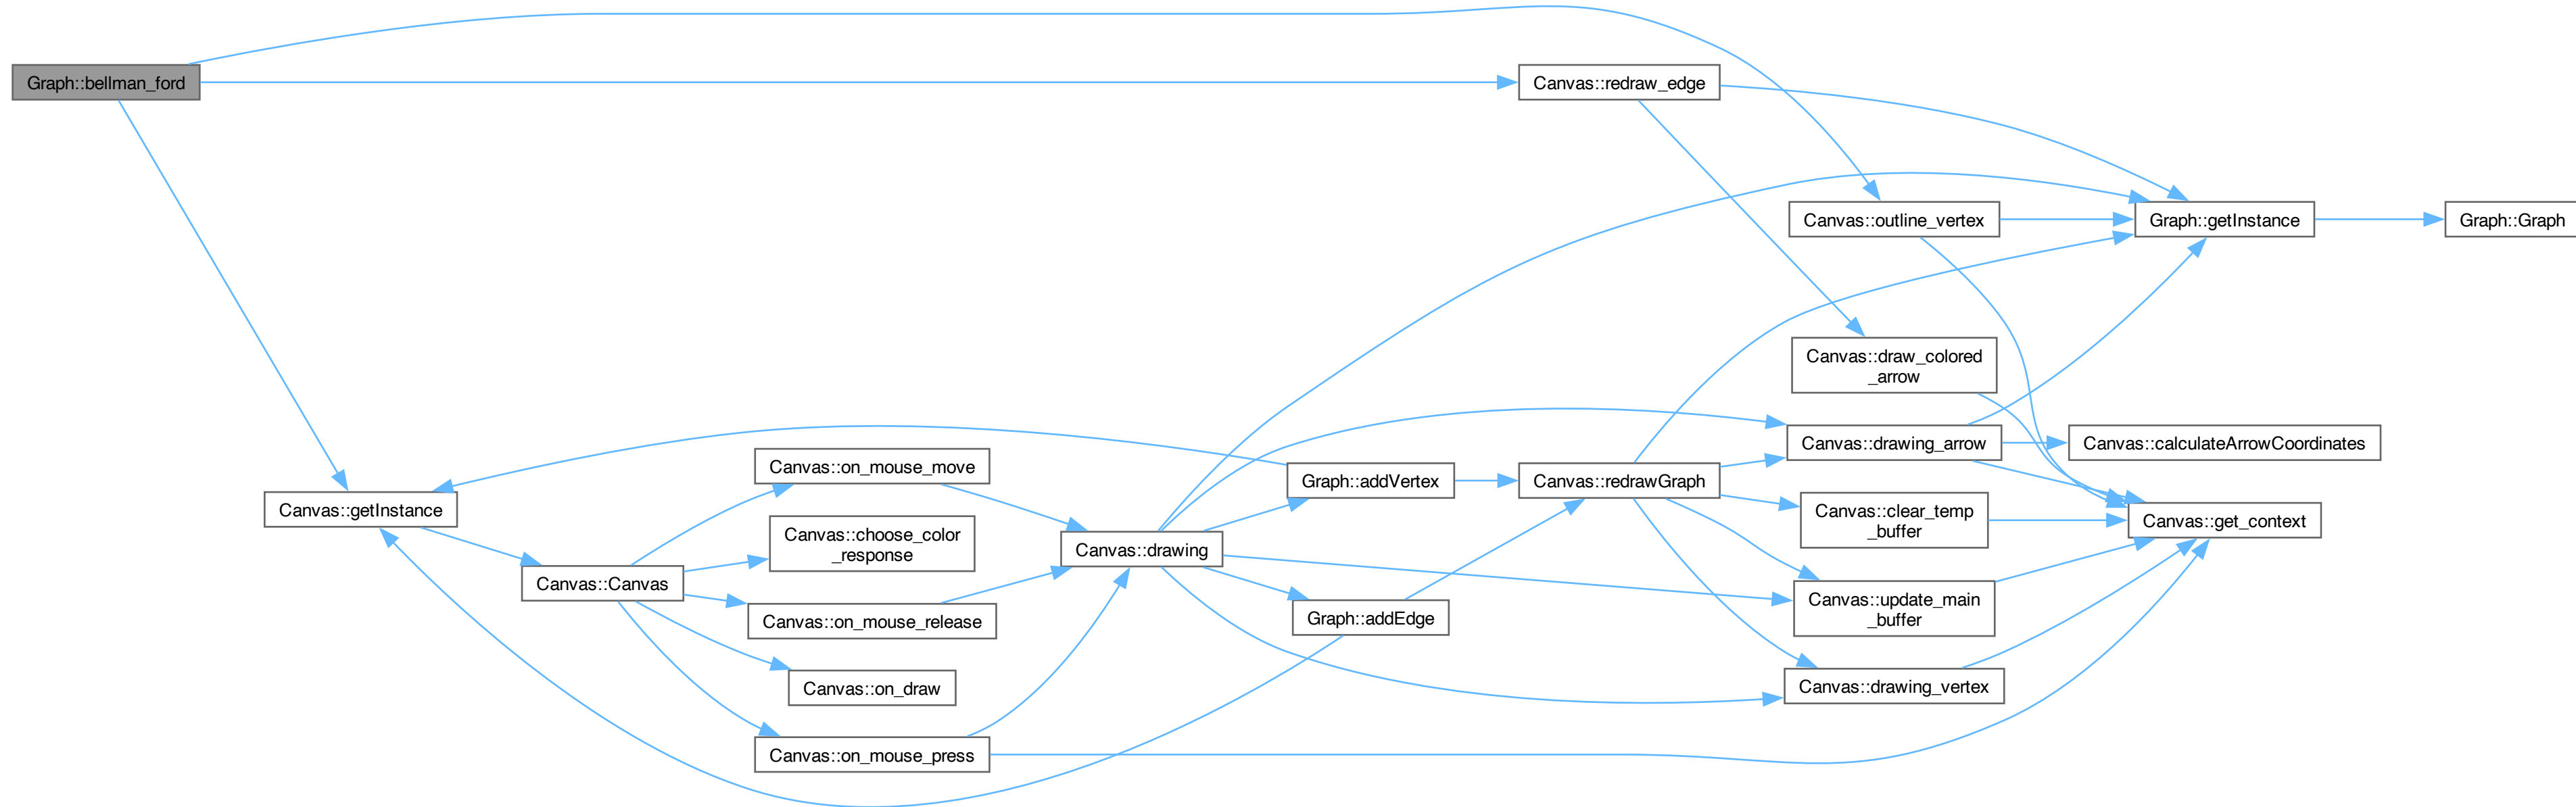 Graph::bellman_ford
Canvas::redraw_edge
Canvas::outline_vertex
Graph::getInstance
Graph::Graph
Canvas::draw_colored
_arrow
Canvas::drawing_arrow
Canvas::calculateArrowCoordinates
Canvas::on_mouse_move
Graph::addVertex
Canvas::redrawGraph
Canvas::getInstance
Canvas::clear_temp
_buffer
Canvas::get_context
Canvas::choose_color
_response
Canvas::drawing
Canvas::Canvas
Canvas::update_main
_buffer
Canvas::on_mouse_release
Graph::addEdge
Canvas::on_draw
Canvas::drawing_vertex
Canvas::on_mouse_press